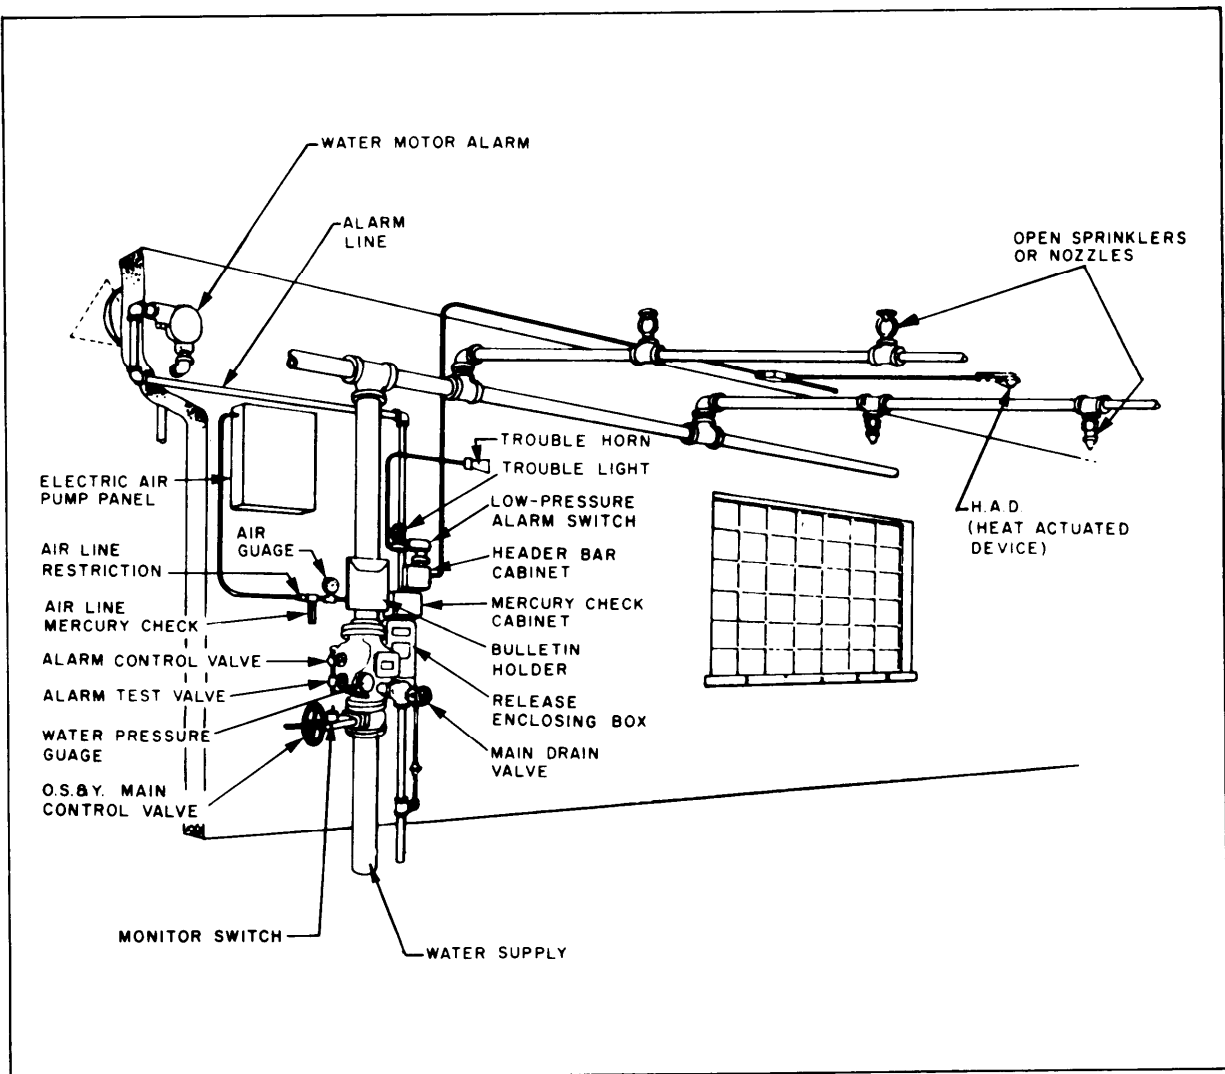 WATER MOTOR ALARM
ALARM
LINE
OPEN SPRINKLERS
OR NOZZLES
TROUBLE HORN
TROUBLE LIGHT
LOW-PRESSURE
ALARM SWITCH
HEADER BAR
CABINET
MERCURY CHECK
CABINET
BULLETIN
HOLDER
RELEASE
ENCLOSING BOX
MAIN DRAIN
VALVE
H.A.D.
(HEAT ACTUATED
DEVICE)
ELECTRIC AIR
PUMP PANEL
AIR
GUAGE
AIR LINE
RESTRICTION
AIR LINE
MERCURY CHECK
ALARM CONTROL VALVE
ALARM TEST VALVE
WATER PRESSURE
GUAGE
O.S.&Y. MAIN
CONTROL VALVE
MONITOR SWITCH
WATER SUPPLY